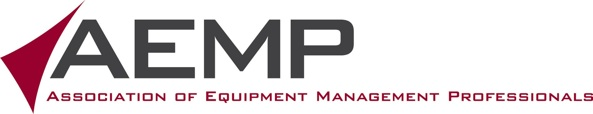 AEMP
Association of Equipment Management Professionals